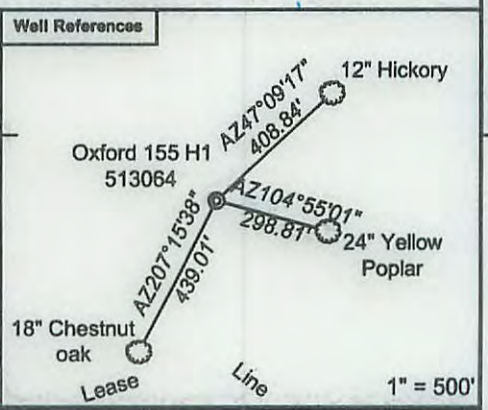 Well References
12" Hickory
AZ47°09'17"
408.84'
Oxford 155 H1
513064
AZ104°55'01"
298.81'
24" Yellow
Poplar
AZ207°15'38"
439.01'
18" Chestnut
oak
Lease Line
1" = 500'